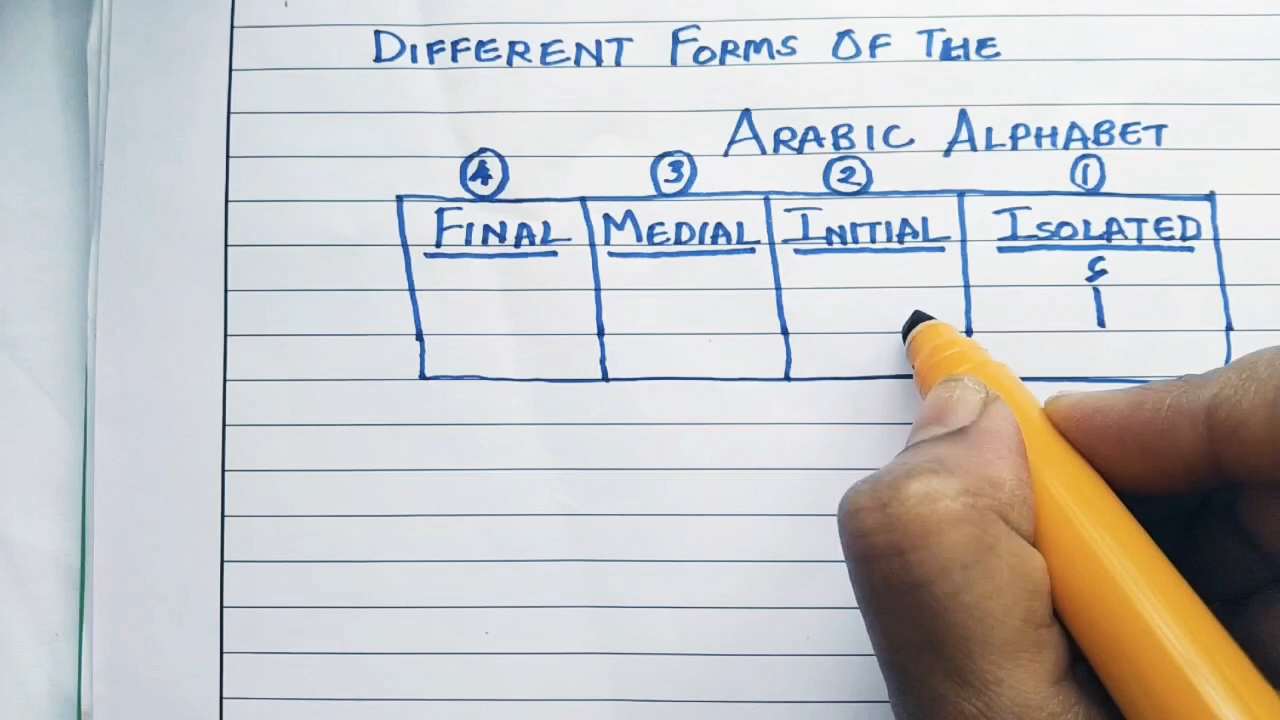 DIFFERENT FORMS OF THE
ARABIC ALPHABET
4 3 2 1
FINAL MEDIAL INITIAL ISOLATED
أ